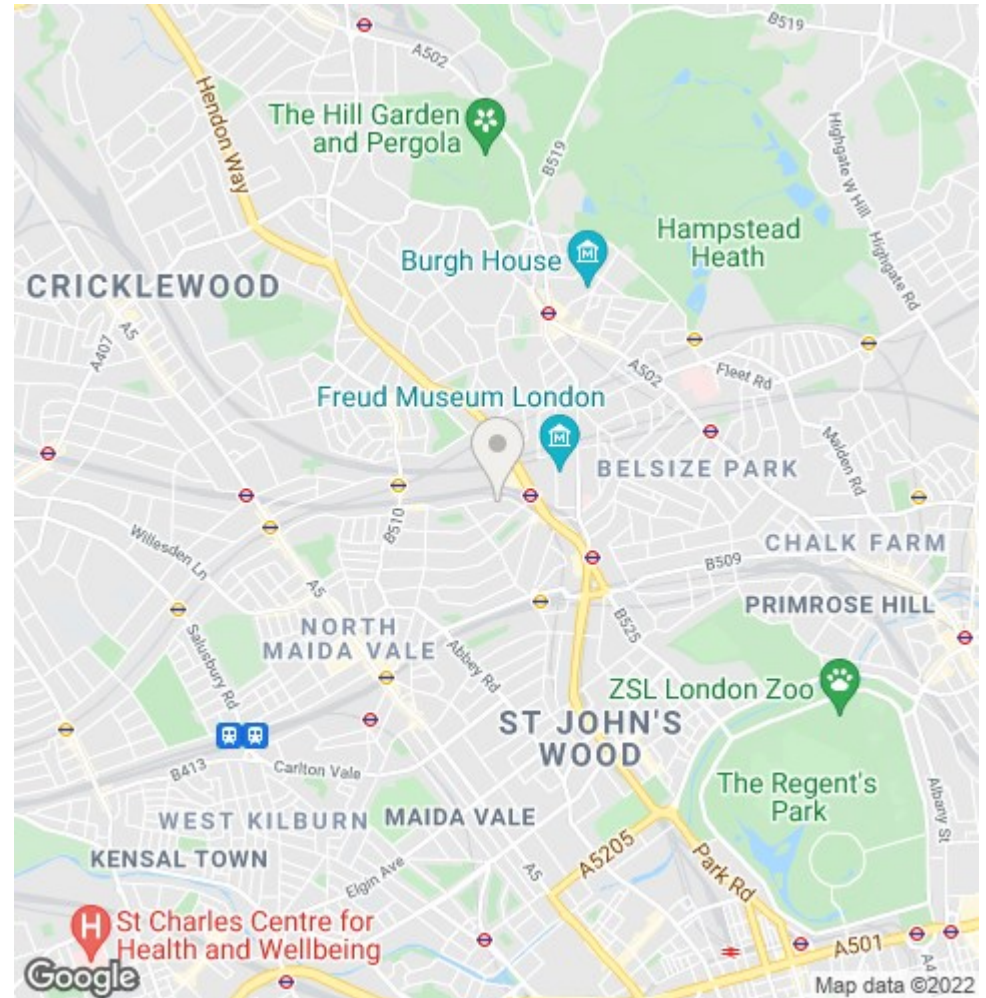 B519
A502
Hendon Way
The Hill Garden
and Pergola
B519
Highgate W Hill
Hampstead
Heath
Highgate Rd
Burgh House
CRICKLEWOOD
A5
A407
A502
Fleet Rd
Freud Museum London
BELSIZE PARK
Malden Rd
B510
Willesden Ln
CHALK FARM
B509
A5
PRIMROSE HILL
B525
NORTH
MAIDA VALE
Abbey Rd
Salusbury Rd
ZSL London Zoo
ST JOHN'S
WOOD
B413
Carlton Vale
The Regent's
Park
Albany St
WEST KILBURN
MAIDA VALE
KENSAL TOWN
Elgin Ave
A5
A5205
Park Rd
H
St Charles Centre for
Health and Wellbeing
A501
A4
Google
Map data ©2022